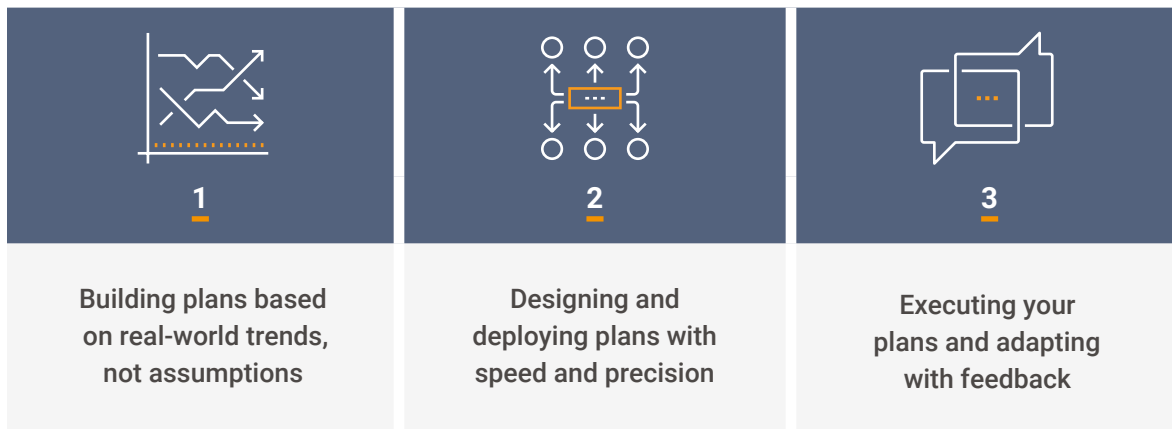 1
Building plans based
on real-world trends,
not assumptions
2
Designing and
deploying plans with
speed and precision
3
Executing your
plans and adapting
with feedback